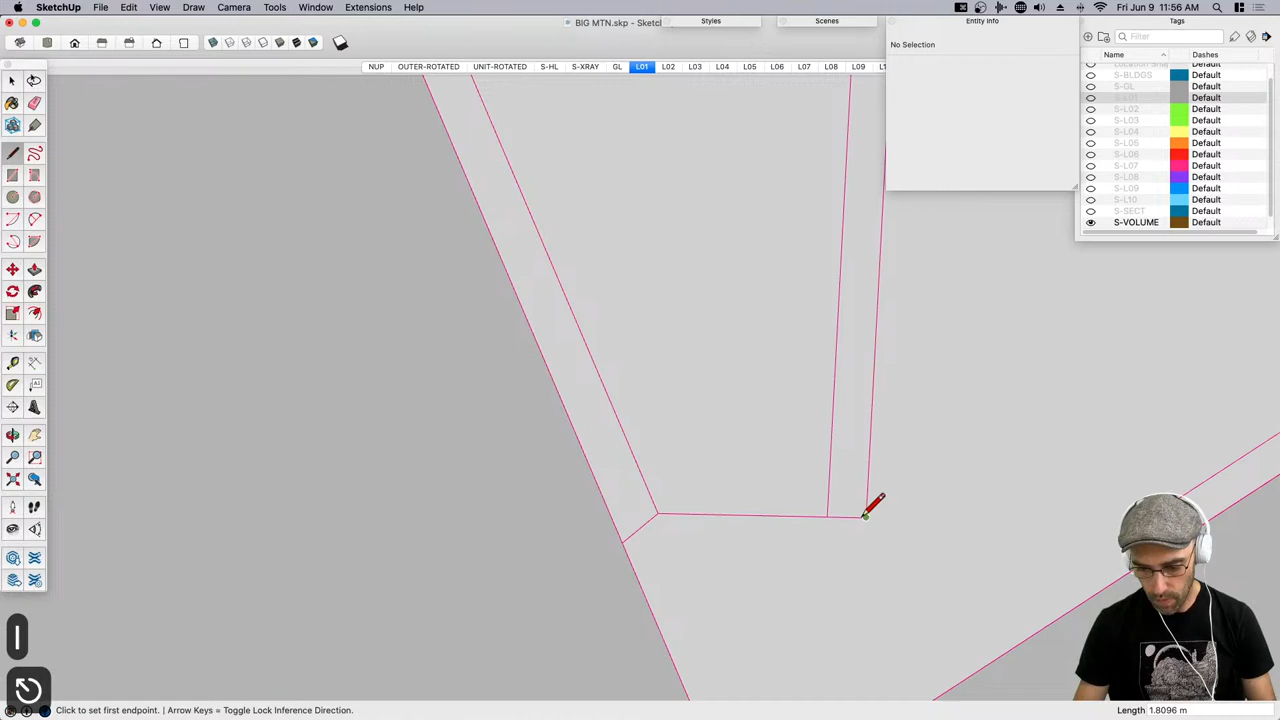 SketchUp File Edit View Draw Camera Tools Window Extensions Help
Fri Jun 9 11:56 AM
BIG MTN.skp - Sketch
Styles
Scenes
Entity Info
Tags
No Selection
Filter
Name Dashes
Default
S-BLDGS Default
S-GL Default
S-L01 Default
S-L02 Default
S-L03 Default
S-L04 Default
S-L05 Default
S-L06 Default
S-L07 Default
S-L08 Default
S-L09 Default
S-L10 Default
S-SECT Default
S-VOLUME Default
NUP OUTER-ROTATED UNIT-ROTATED S-HL S-XRAY GL L01 L02 L03 L04 L05 L06 L07 L08 L09
l
Click to set first endpoint. | Arrow Keys = Toggle Lock Inference Direction.
Length 1.8096 m